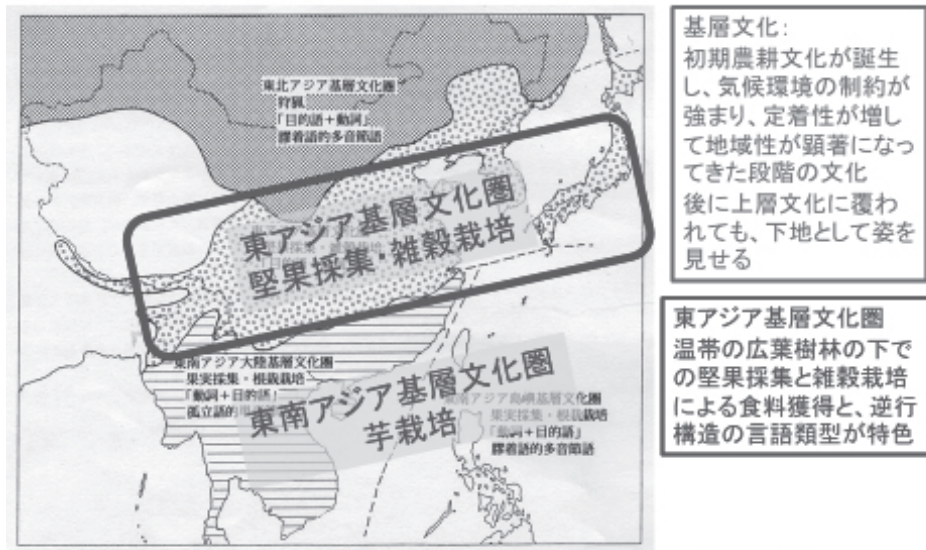 東北アジア基層文化圏
狩猟
「目的語+動詞」
膠着語的多音節語
東アジア基層文化圏
堅果採集・雑穀栽培
東南アジア大陸基層文化圏
果実採集・根栽栽培
「動詞+目的語」
孤立語的
東南アジア基層文化圏
芋栽培
東南アジア島嶼基層文化圏
果実採集・根栽栽培
「動詞+目的語」
膠着語的多音節語
基層文化:
初期農耕文化が誕生
し、気候環境の制約が
強まり、定着性が増し
て地域性が顕著になっ
てきた段階の文化
後に上層文化に覆わ
れても、下地として姿を
見せる
東アジア基層文化圏
温帯の広葉樹林の下で
の堅果採集と雑穀栽培
による食料獲得と、逆行
構造の言語類型が特色